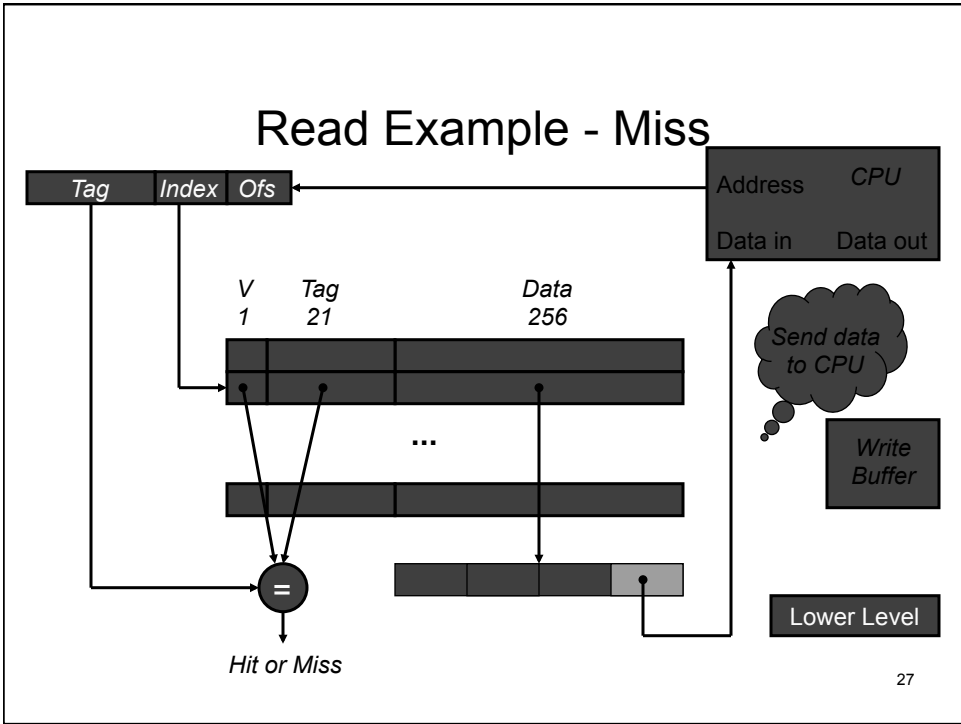 Read Example - Miss
Tag Index Ofs
Address CPU
Data in Data out
V Tag Data
1 21 256
Send data
to CPU
...
Write
Buffer
=
Lower Level
Hit or Miss
27